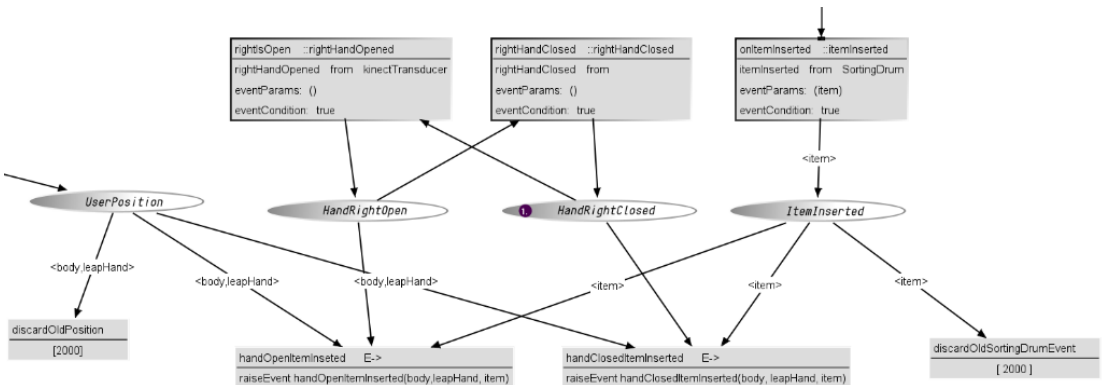 rightIsOpen ::rightHandOpened
rightHandOpened from kinectTransducer
eventParams: ()
eventCondition: true
rightHandClosed ::rightHandClosed
rightHandClosed from
eventParams: ()
eventCondition: true
onItemInserted ::itemInserted
itemInserted from SortingDrum
eventParams: (item)
eventCondition: true
<item>
UserPosition
HandRightOpen
1.
HandRightClosed
ItemInserted
<body,leapHand>
<body,leapHand>
<body,leapHand>
<item>
<item>
<item>
discardOldPosition
[2000]
handOpenItemInseted E->
raiseEvent handOpenItemInserted(body,leapHand, item)
handClosedItemInserted E->
raiseEvent handClosedItemInserted(body, leapHand, item)
discardOldSortingDrumEvent
[ 2000 ]